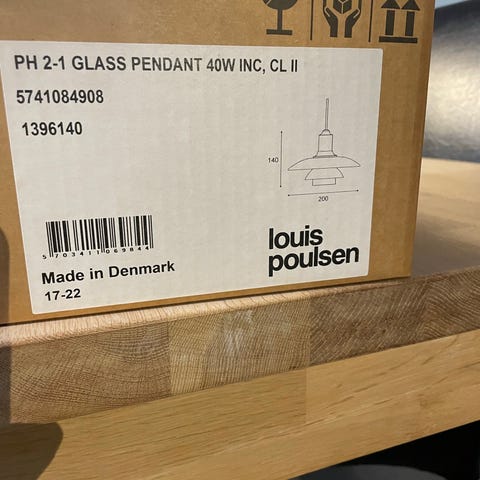 PH 2-1 GLASS PENDANT 40W INC, CL II
5741084908
1396140
140
200
5703411069844
Made in Denmark
17-22
louis
poulsen